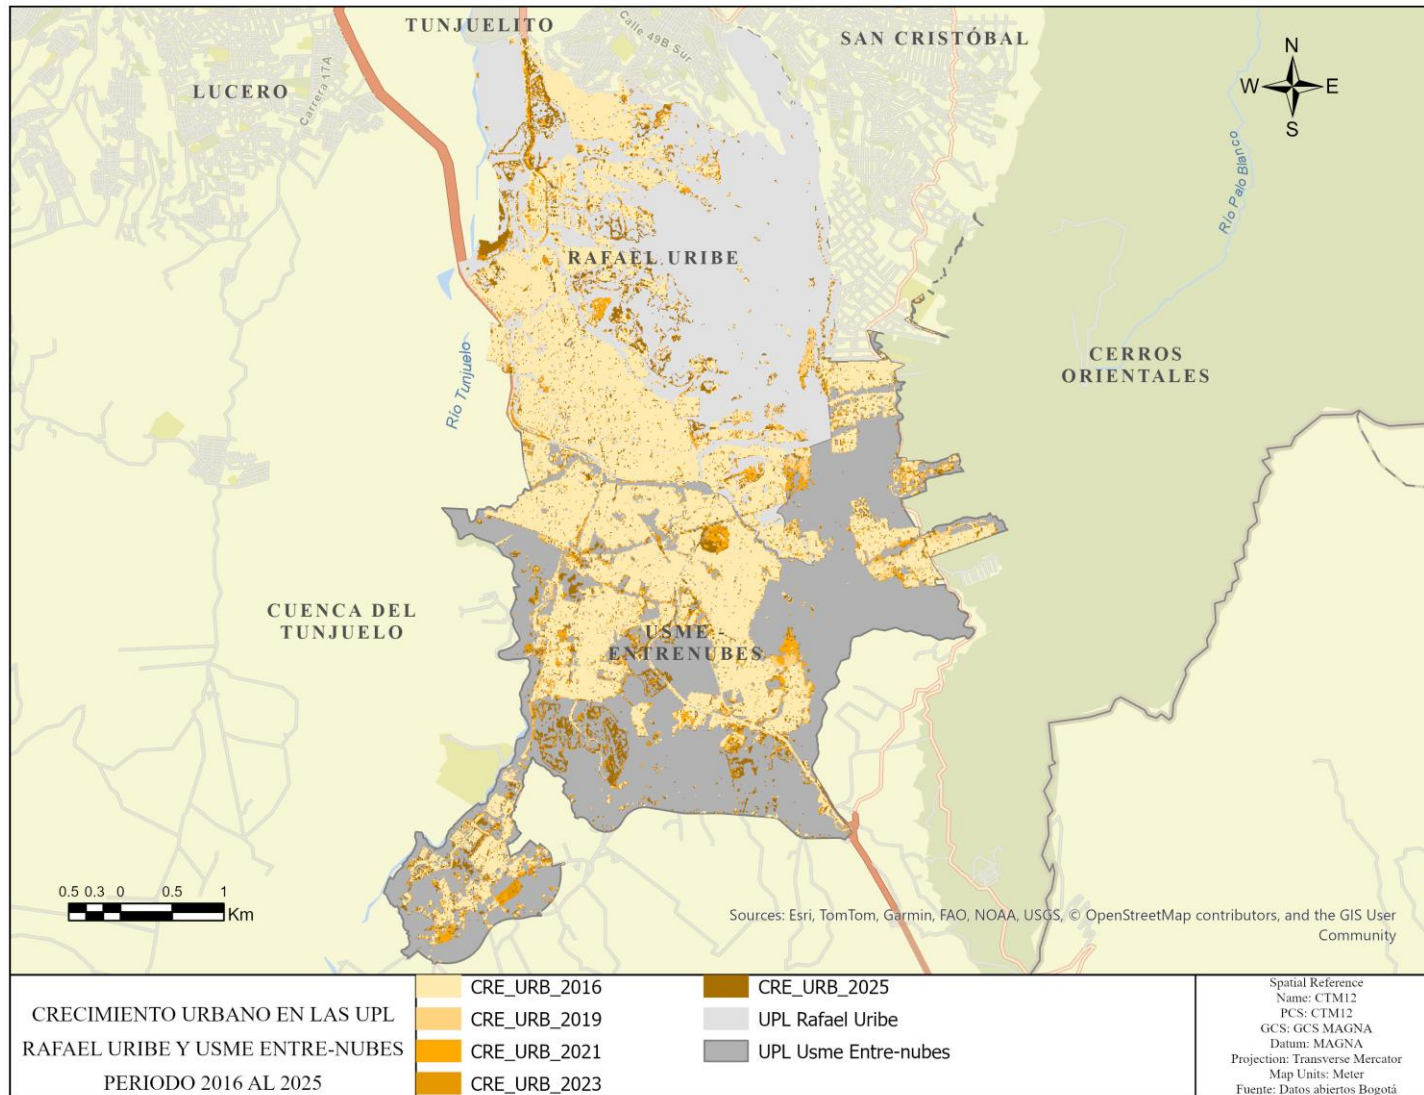 TUNJUELITO
Calle 49B Sur
SAN CRISTÓBAL
LUCERO
Carrera 17A
N
W
E
S
Río Palo Blanco
RAFAEL URIBE
Río Tunjuelo
CERROS
ORIENTALES
CUENCA DEL
TUNJUELO
USME -
ENTRENUBES
0.5 0.3 0 0.5 1
Km
Sources: Esri, TomTom, Garmin, FAO, NOAA, USGS, © OpenStreetMap contributors, and the GIS User
Community
CRECIMIENTO URBANO EN LAS UPL
RAFAEL URIBE Y USME ENTRE-NUBES
PERIODO 2016 AL 2025
CRE_URB_2016
CRE_URB_2019
CRE_URB_2021
CRE_URB_2023
CRE_URB_2025
UPL Rafael Uribe
UPL Usme Entre-nubes
Spatial Reference
Name: CTM12
PCS: CTM12
GCS: GCS MAGNA
Datum: MAGNA
Projection: Transverse Mercator
Map Units: Meter
Fuente: Datos abiertos Bogotá